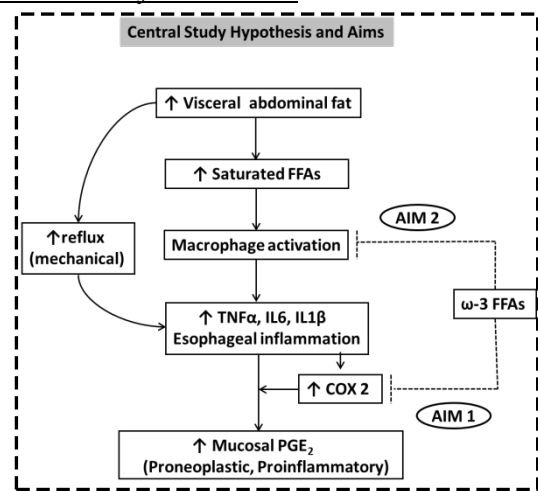 Central Study Hypothesis and Aims
↑ Visceral abdominal fat
↑ Saturated FFAs
AIM 2
↑reflux
(mechanical)
Macrophage activation
ω-3 FFAs
↑ TNFα, IL6, IL1β
Esophageal inflammation
↑ COX 2
AIM 1
↑ Mucosal PGE₂
(Proneoplastic, Proinflammatory)